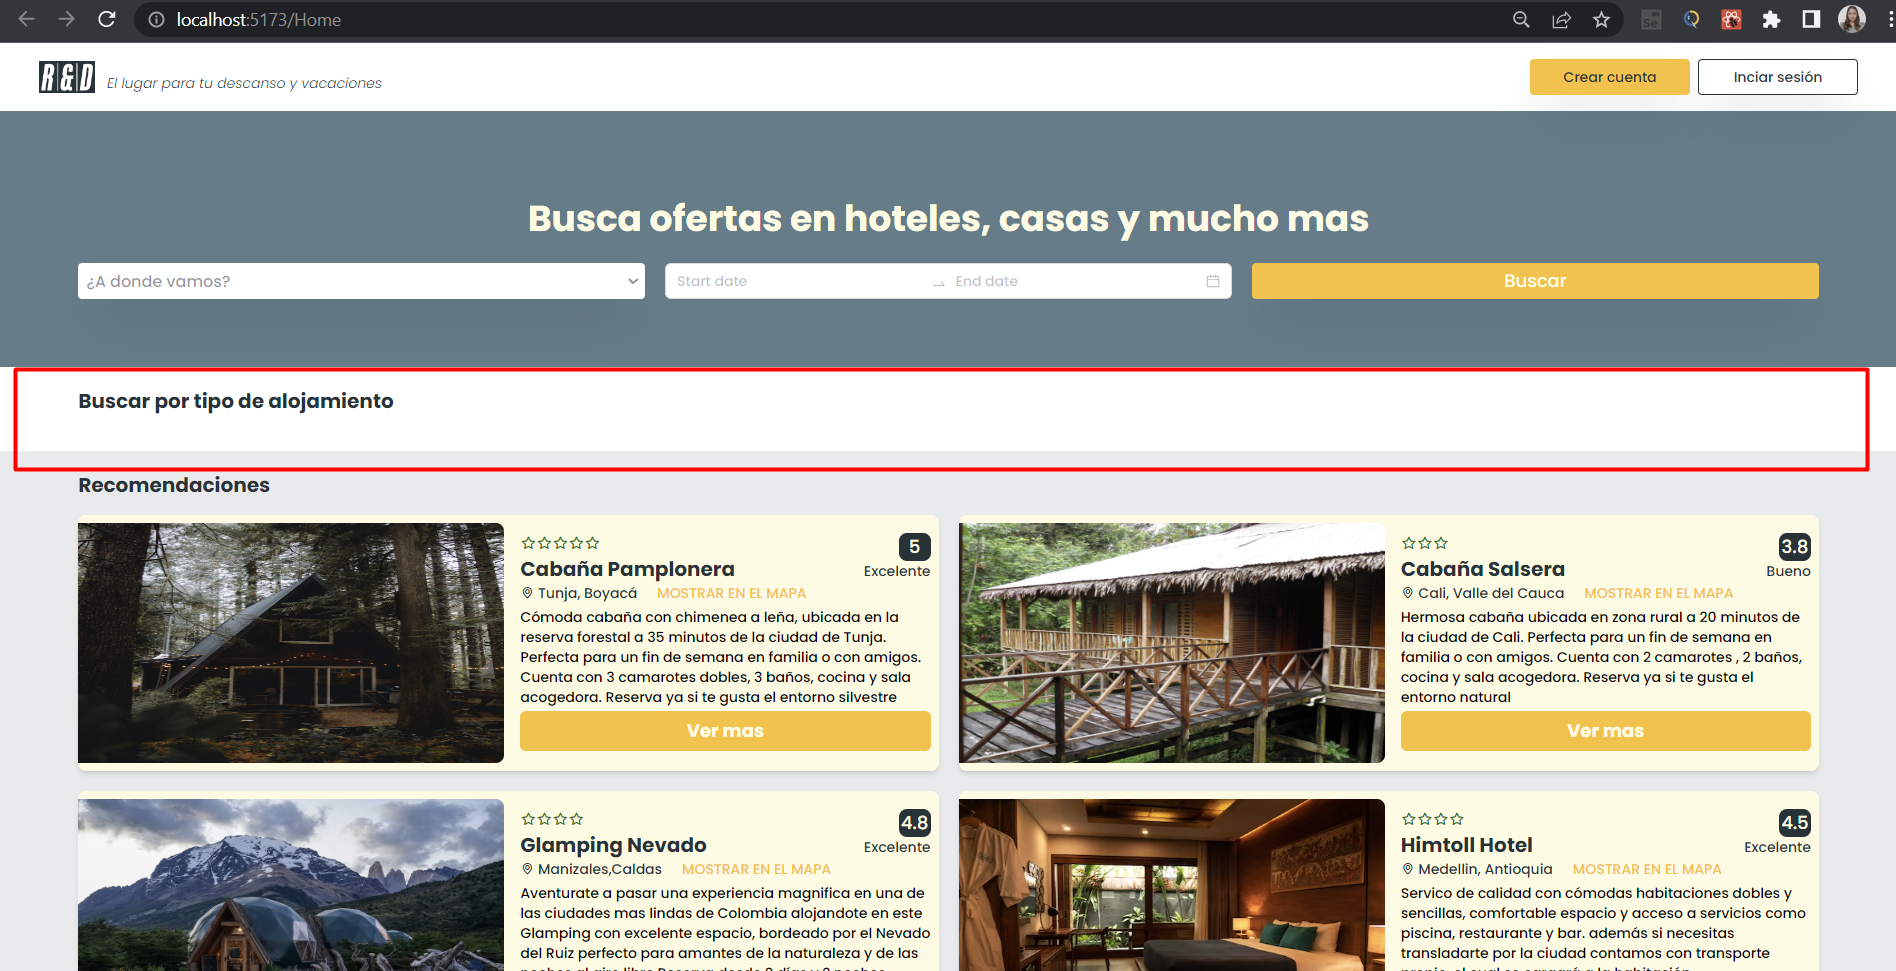 localhost:5173/Home
R&D El lugar para tu descanso y vacaciones
Crear cuenta
Inciar sesión
Busca ofertas en hoteles, casas y mucho mas
¿A donde vamos?
Start date
End date
Buscar
Buscar por tipo de alojamiento
Recomendaciones
5
Excelente
Cabaña Pamplonera
Tunja, Boyacá MOSTRAR EN EL MAPA
Cómoda cabaña con chimenea a leña, ubicada en la
reserva forestal a 35 minutos de la ciudad de Tunja.
Perfecta para un fin de semana en familia o con amigos.
Cuenta con 3 camarotes dobles, 3 baños, cocina y sala
acogedora. Reserva ya si te gusta el entorno silvestre
Ver mas
3.8
Bueno
Cabaña Salsera
Cali, Valle del Cauca MOSTRAR EN EL MAPA
Hermosa cabaña ubicada en zona rural a 20 minutos de
la ciudad de Cali. Perfecta para un fin de semana en
familia o con amigos. Cuenta con 2 camarotes , 2 baños,
cocina y sala acogedora. Reserva ya si te gusta el
entorno natural
Ver mas
4.8
Excelente
Glamping Nevado
Manizales,Caldas MOSTRAR EN EL MAPA
Aventurate a pasar una experiencia magnifica en una de
las ciudades mas lindas de Colombia alojandote en este
Glamping con excelente espacio, bordeado por el Nevado
del Ruiz perfecto para amantes de la naturaleza y de las
4.5
Excelente
Himtoll Hotel
Medellin, Antioquia MOSTRAR EN EL MAPA
Servico de calidad con cómodas habitaciones dobles y
sencillas, comfortable espacio y acceso a servicios como
piscina, restaurante y bar. además si necesitas
transladarte por la ciudad contamos con transporte